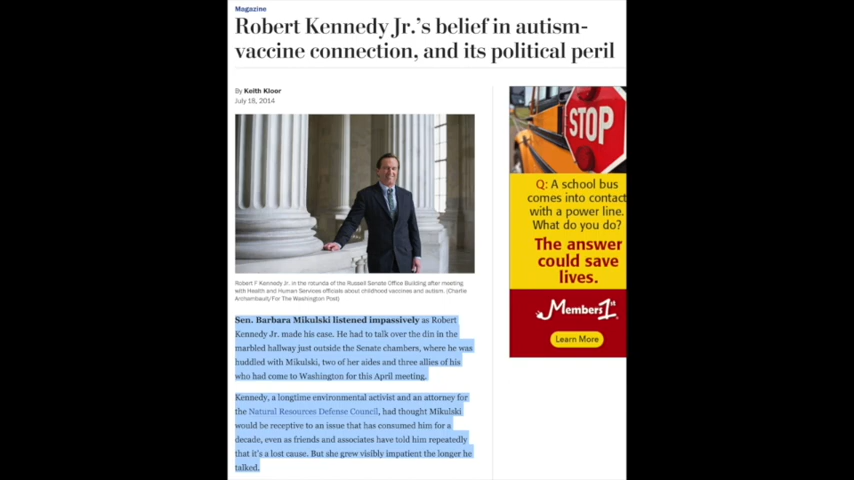 Magazine
Robert Kennedy Jr.'s belief in autism-
vaccine connection, and its political peril
By Keith Kloor
July 18, 2014
Robert F Kennedy Jr. in the rotunda of the Russell Senate Office Building after meeting
with Health and Human Services officials about childhood vaccines and autism. (Charlie
Archambault/For The Washington Post)
Sen. Barbara Mikulski listened impassively as Robert
Kennedy Jr. made his case. He had to talk over the din in the
marbled hallway just outside the Senate chambers, where he was
huddled with Mikulski, two of her aides and three allies of his
who had come to Washington for this April meeting.
Kennedy, a longtime environmental activist and an attorney for
the Natural Resources Defense Council, had thought Mikulski
would be receptive to an issue that has consumed him for a
decade, even as friends and associates have told him repeatedly
that it's a lost cause. But she grew visibly impatient the longer he
talked.
STOP
Q: A school bus
comes into contact
with a power line.
What do you do?
The answer
could save
lives.
Members 1st
Learn More